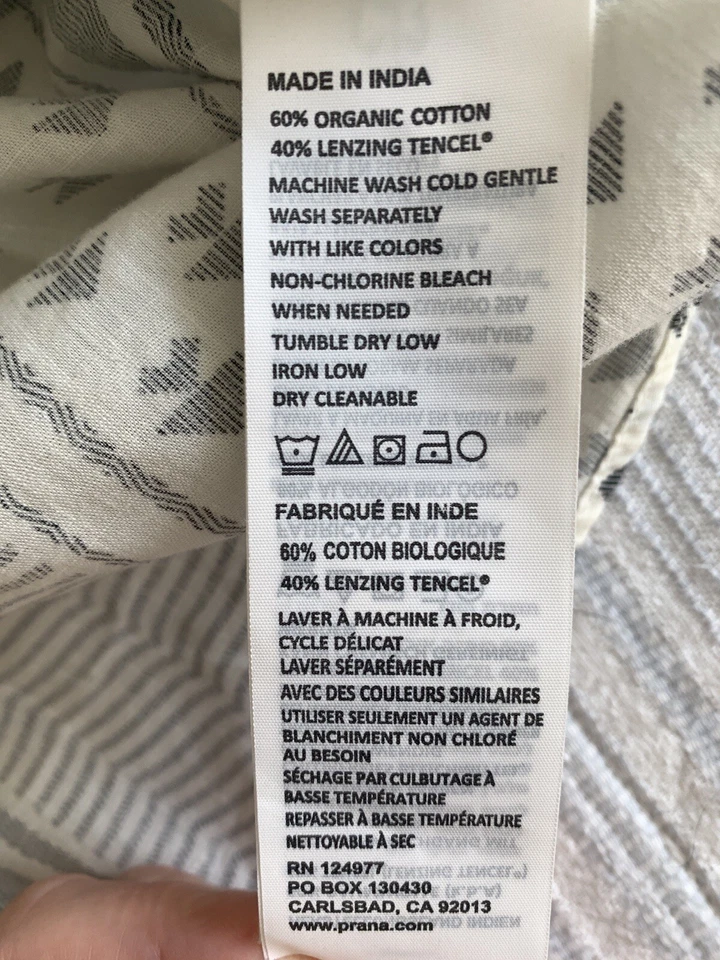 MADE IN INDIA
60% ORGANIC COTTON
40% LENZING TENCEL®
MACHINE WASH COLD GENTLE
WASH SEPARATELY
WITH LIKE COLORS
NON-CHLORINE BLEACH
WHEN NEEDED
TUMBLE DRY LOW
IRON LOW
DRY CLEANABLE
FABRIQUÉ EN INDE
60% COTON BIOLOGIQUE
40% LENZING TENCEL®
LAVER À MACHINE À FROID,
CYCLE DÉLICAT
LAVER SÉPARÉMENT
AVEC DES COULEURS SIMILAIRES
UTILISER SEULEMENT UN AGENT DE
BLANCHIMENT NON CHLORÉ
AU BESOIN
SÉCHAGE PAR CULBUTAGE À
BASSE TEMPÉRATURE
REPASSER À BASSE TEMPÉRATURE
NETTOYABLE À SEC
RN 124977
PO BOX 130430
CARLSBAD, CA 92013
www.prana.com